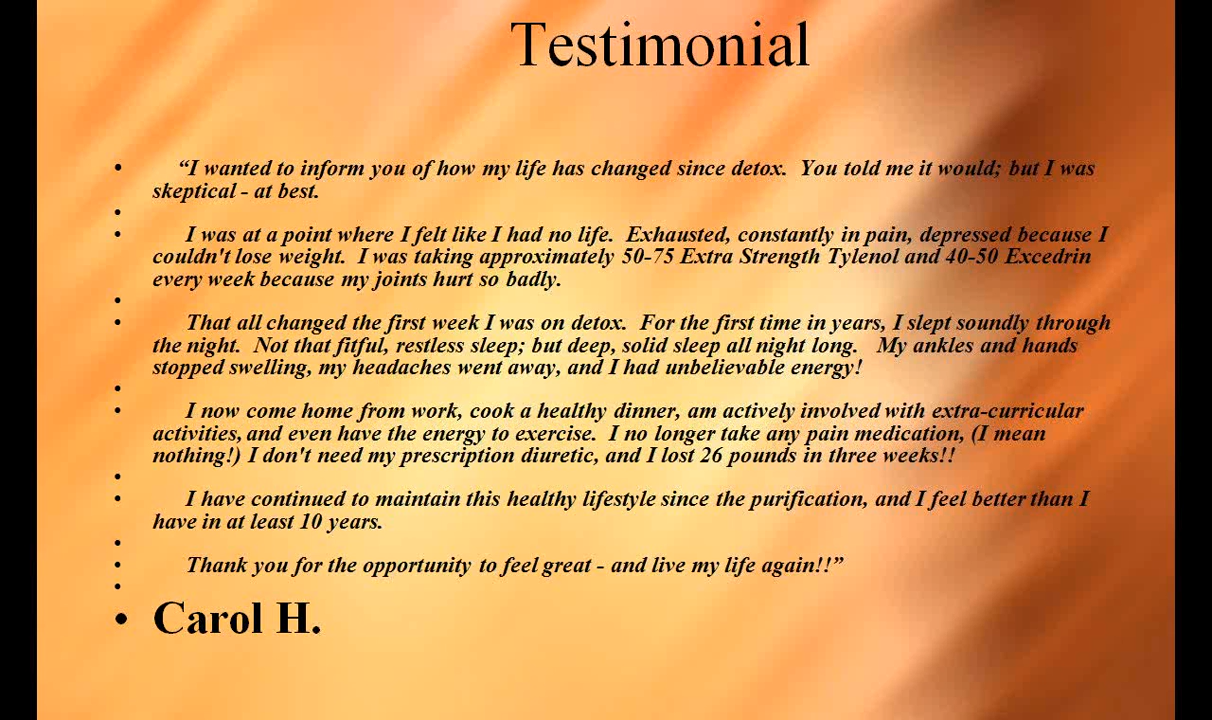 Testimonial
• “I wanted to inform you of how my life has changed since detox. You told me it would; but I was
skeptical - at best.
•
• I was at a point where I felt like I had no life. Exhausted, constantly in pain, depressed because I
couldn't lose weight. I was taking approximately 50-75 Extra Strength Tylenol and 40-50 Excedrin
every week because my joints hurt so badly.
•
• That all changed the first week I was on detox. For the first time in years, I slept soundly through
the night. Not that fitful, restless sleep; but deep, solid sleep all night long. My ankles and hands
stopped swelling, my headaches went away, and I had unbelievable energy!
•
• I now come home from work, cook a healthy dinner, am actively involved with extra-curricular
activities, and even have the energy to exercise. I no longer take any pain medication, (I mean
nothing!) I don't need my prescription diuretic, and I lost 26 pounds in three weeks!!
•
• I have continued to maintain this healthy lifestyle since the purification, and I feel better than I
have in at least 10 years.
•
• Thank you for the opportunity to feel great - and live my life again!!”
•
• Carol H.